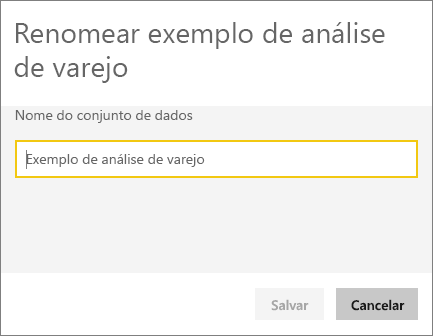 Renomear exemplo de análise
de varejo
Nome do conjunto de dados
Exemplo de análise de varejo
Salvar
Cancelar